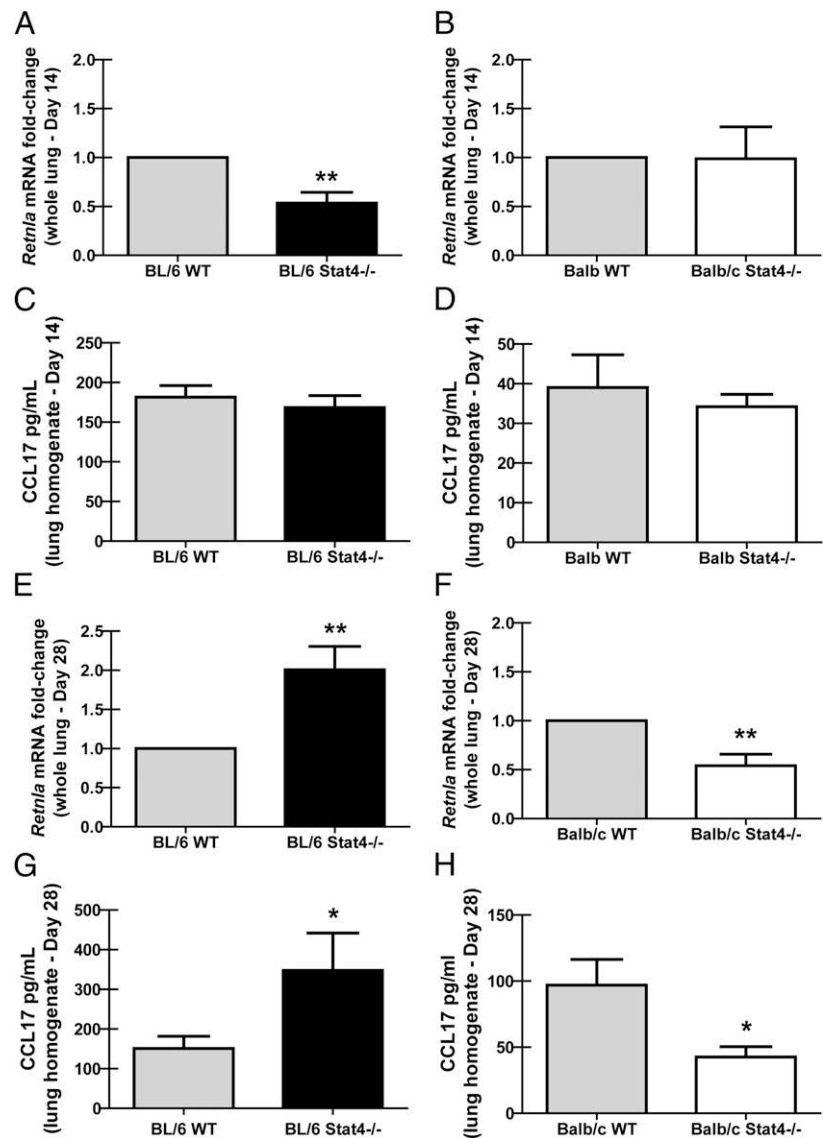 A
Retnla mRNA fold-change
(whole lung - Day 14)
2.0
1.5
1.0
0.5
0.0
**
BL/6 WT
BL/6 Stat4-/-
B
Retnla mRNA fold-change
(whole lung - Day 14)
2.0
1.5
1.0
0.5
0.0
Balb WT
Balb/c Stat4-/-
C
CCL17 pg/mL
(lung homogenate - Day 14)
250
200
150
100
50
0
BL/6 WT
BL/6 Stat4-/-
D
CCL17 pg/mL
(lung homogenate - Day 14)
50
40
30
20
10
0
Balb WT
Balb Stat4-/-
E
Retnla mRNA fold-change
(whole lung - Day 28)
2.5
2.0
1.5
1.0
0.5
0.0
**
BL/6 WT
BL/6 Stat4-/-
F
Retnla mRNA fold-change
(whole lung - Day 28)
2.0
1.5
1.0
0.5
0.0
**
Balb/c WT
Balb/c Stat4-/-
G
CCL17 pg/mL
(lung homogenate - Day 28)
500
400
300
200
100
0
*
BL/6 WT
BL/6 Stat4-/-
H
CCL17 pg/ml
(lung homogenate - Day 28)
150
100
50
0
*
Balb/c WT
Balb/c Stat4-/-